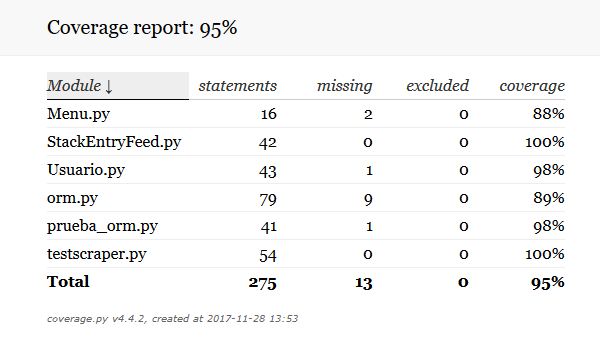 Coverage report: 95%
Module ↓ statements missing excluded coverage
Menu.py 16 2 0 88%
StackEntryFeed.py 42 0 0 100%
Usuario.py 43 1 0 98%
orm.py 79 9 0 89%
prueba_orm.py 41 1 0 98%
testscraper.py 54 0 0 100%
Total 275 13 0 95%
coverage.py v4.4.2, created at 2017-11-28 13:53